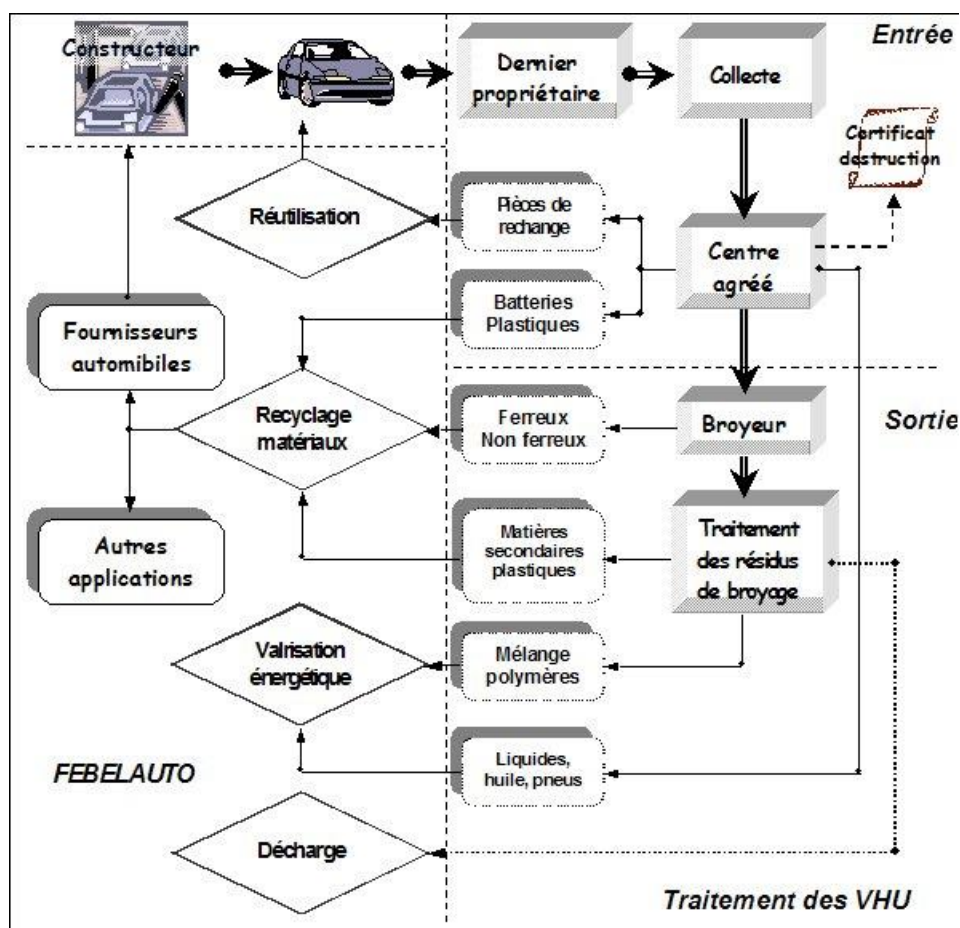 Constructeur
Dernier
propriétaire
Collecte
Entrée
Certificat
destruction
Réutilisation
Pièces de
rechange
Centre
agréé
Batteries
Plastiques
Fournisseurs
automibiles
Recyclage
matériaux
Ferreux
Non ferreux
Broyeur
Sortie
Autres
applications
Matières
secondaires
plastiques
Traitement
des résidus
de broyage
Valrisation
énergétique
Mélange
polymères
FEBELAUTO
Liquides,
huile, pneus
Décharge
Traitement des VHU